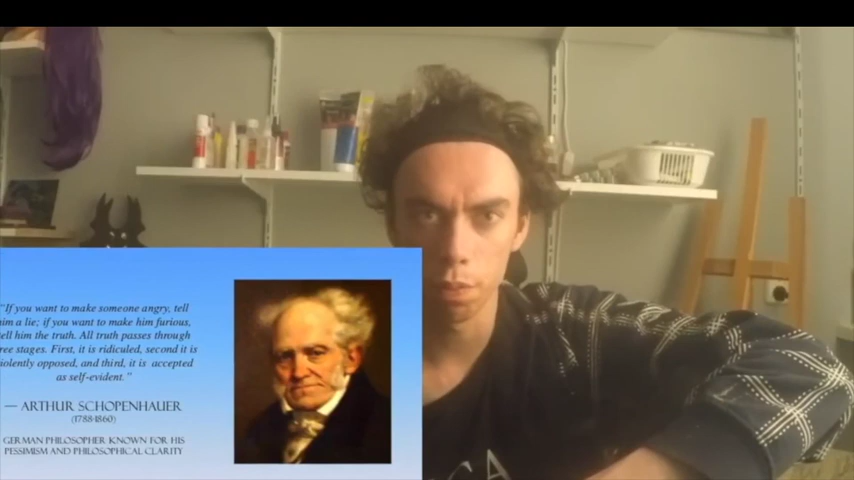 "If you want to make someone angry, tell
im a lie; if you want to make him furious,
ell him the truth. All truth passes through
ree stages. First, it is ridiculed, second it is
iolently opposed, and third, it is accepted
as self-evident."
— ARTHUR SCHOPENHAUER
(1788-1860)
GERMAN PHILOSOPHER KNOWN FOR HIS
PESSIMISM AND PHILOSOPHICAL CLARITY
CA